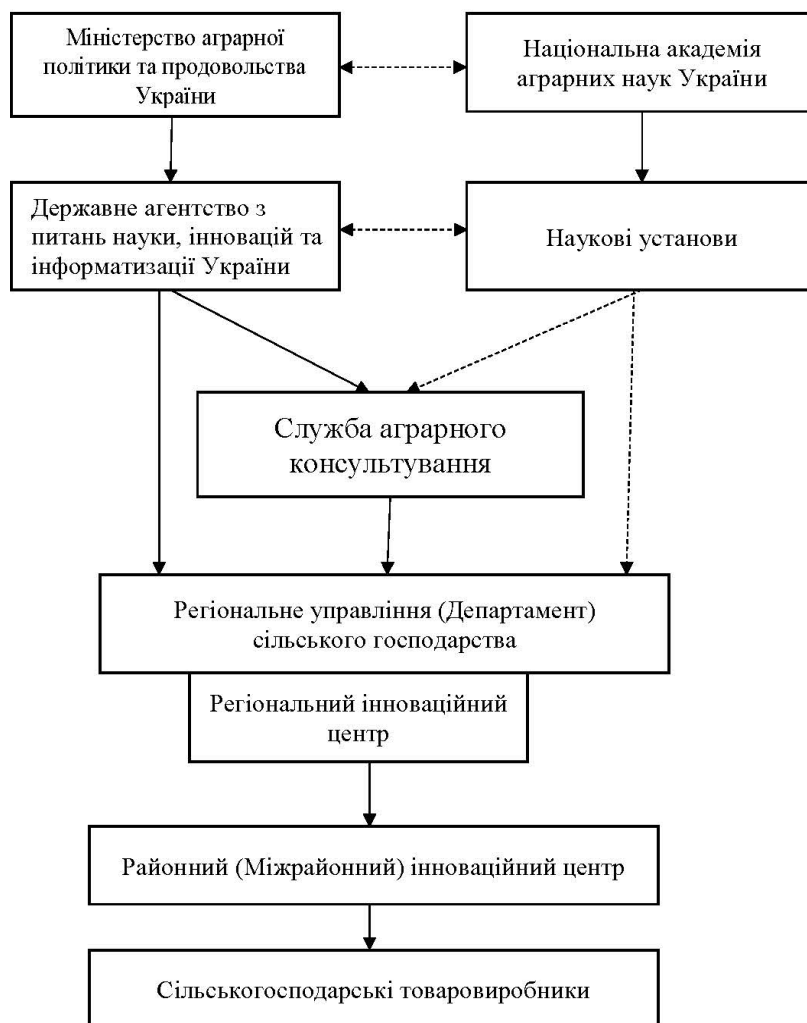 Міністерство аграрної
політики та продовольства
України
Національна академія
аграрних наук України
Державне агентство з
питань науки, інновацій та
інформатизації України
Наукові установи
Служба аграрного
консультування
Регіональне управління (Департамент)
сільського господарства
Регіональний інноваційний
центр
Районний (Міжрайонний) інноваційний центр
Сільськогосподарські товаровиробники